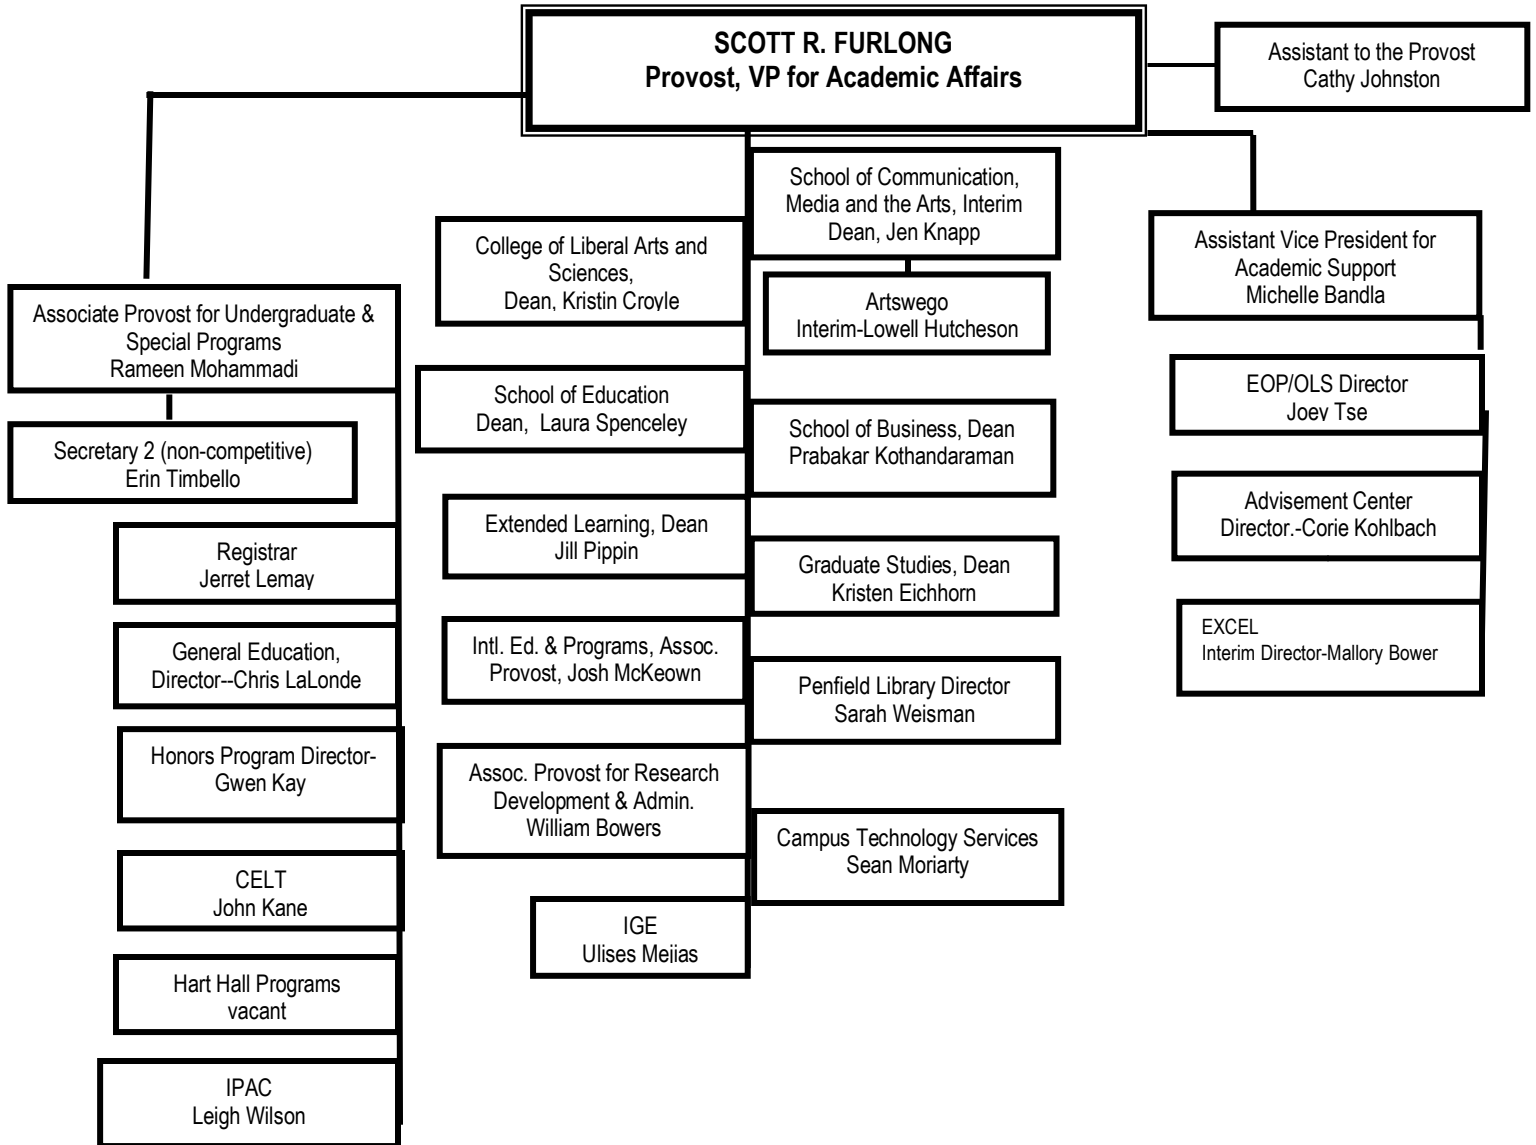 SCOTT R. FURLONG
Provost, VP for Academic Affairs
Assistant to the Provost
Cathy Johnston
School of Communication,
Media and the Arts, Interim
Dean, Jen Knapp
College of Liberal Arts and
Sciences,
Dean, Kristin Croyle
Artswego
Interim-Lowell Hutcheson
Assistant Vice President for
Academic Support
Michelle Bandla
Associate Provost for Undergraduate &
Special Programs
Rameen Mohammadi
Secretary 2 (non-competitive)
Erin Timbello
School of Education
Dean, Laura Spenceley
School of Business, Dean
Prabakar Kothandaraman
EOP/OLS Director
Joey Tse
Advisement Center
Director.-Corie Kohlbach
EXCEL
Interim Director-Mallory Bower
Extended Learning, Dean
Jill Pippin
Graduate Studies, Dean
Kristen Eichhorn
Intl. Ed. & Programs, Assoc.
Provost, Josh McKeown
Penfield Library Director
Sarah Weisman
Assoc. Provost for Research
Development & Admin.
William Bowers
Campus Technology Services
Sean Moriarty
IGE
Ulises Mejias
Registrar
Jerret Lemay
General Education,
Director--Chris LaLonde
Honors Program Director-
Gwen Kay
CELT
John Kane
Hart Hall Programs
vacant
IPAC
Leigh Wilson